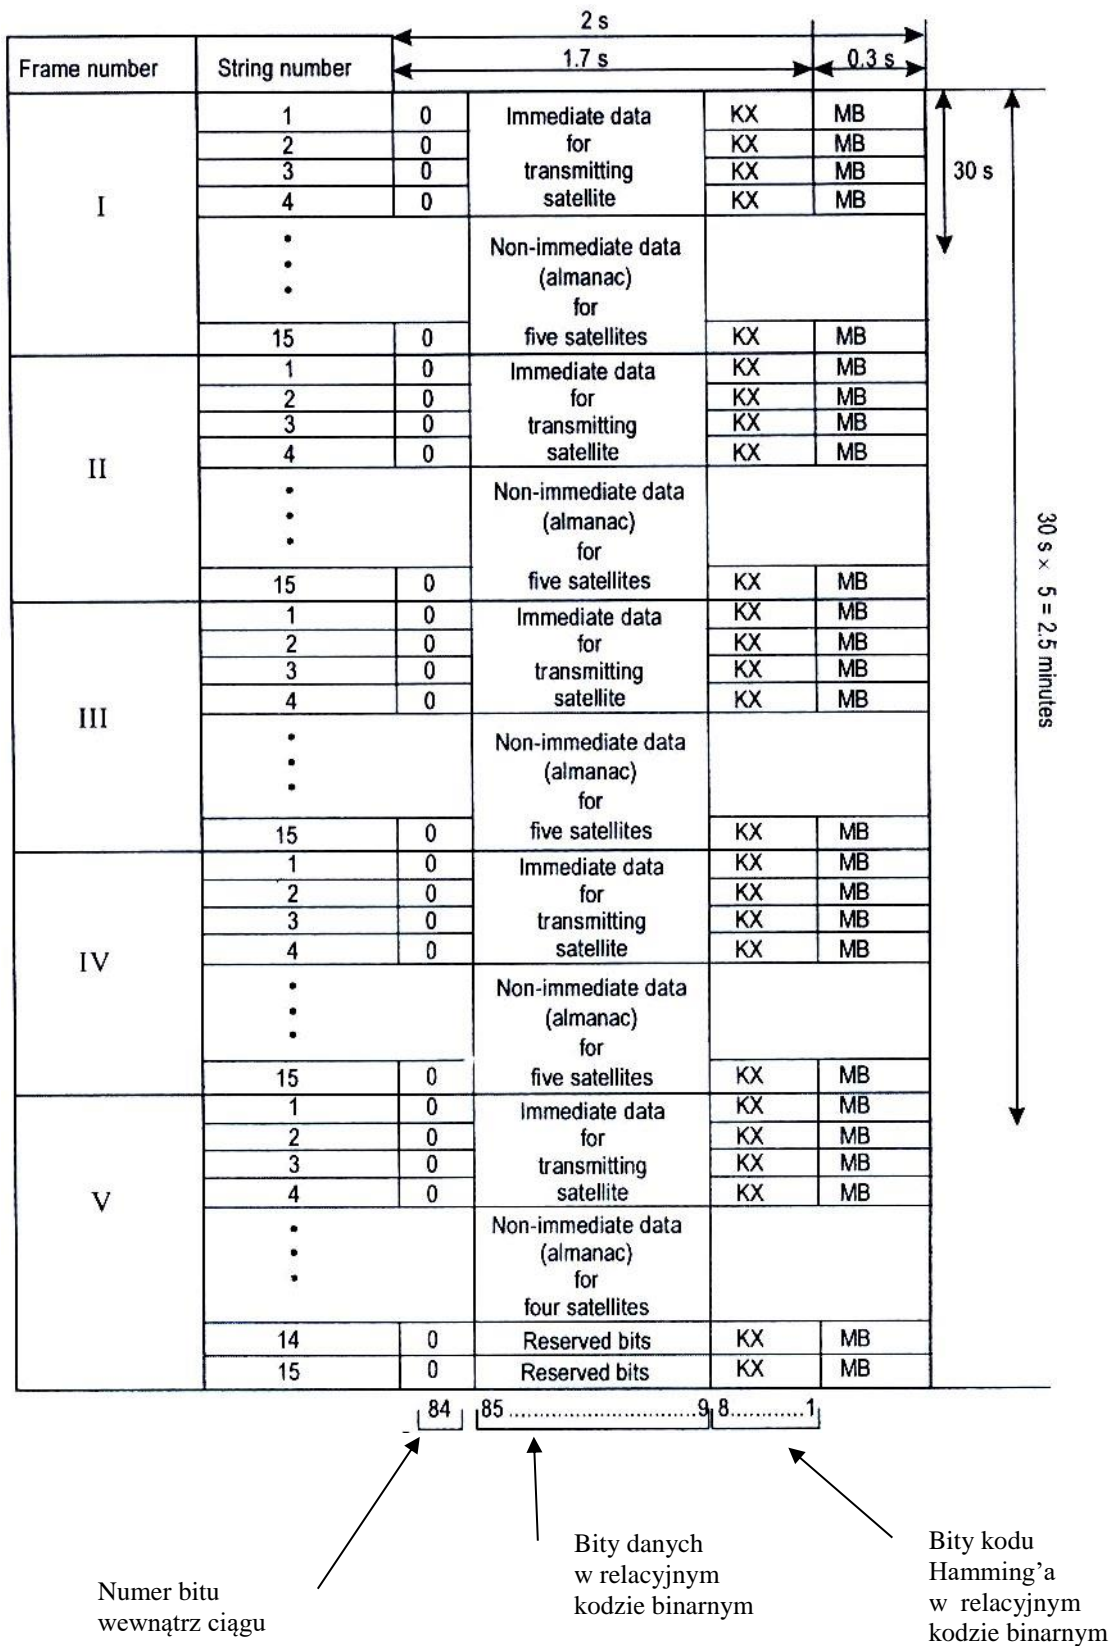 2 s
1.7 s 0.3 s
Frame number String number
1 0 Immediate data KX MB
2 0 for KX MB
3 0 transmitting KX MB
4 0 satellite KX MB
30 s
I
Non-immediate data
(almanac)
for
15 0 five satellites KX MB
1 0 Immediate data KX MB
2 0 for KX MB
3 0 transmitting KX MB
4 0 satellite KX MB
II
Non-immediate data
(almanac)
for
15 0 five satellites KX MB
30 s × 5 = 2.5 minutes
1 0 Immediate data KX MB
2 0 for KX MB
3 0 transmitting KX MB
4 0 satellite KX MB
III
Non-immediate data
(almanac)
for
15 0 five satellites KX MB
1 0 Immediate data KX MB
2 0 for KX MB
3 0 transmitting KX MB
4 0 satellite KX MB
IV
Non-immediate data
(almanac)
for
15 0 five satellites KX MB
1 0 Immediate data KX MB
2 0 for KX MB
3 0 transmitting KX MB
4 0 satellite KX MB
V
Non-immediate data
(almanac)
for
four satellites
14 0 Reserved bits KX MB
15 0 Reserved bits KX MB
84 85..............................9 8...........1
Numer bitu
wewnątrz ciągu
Bity danych
w relacyjnym
kodzie binarnym
Bity kodu
Hamming’a
w relacyjnym
kodzie binarnym